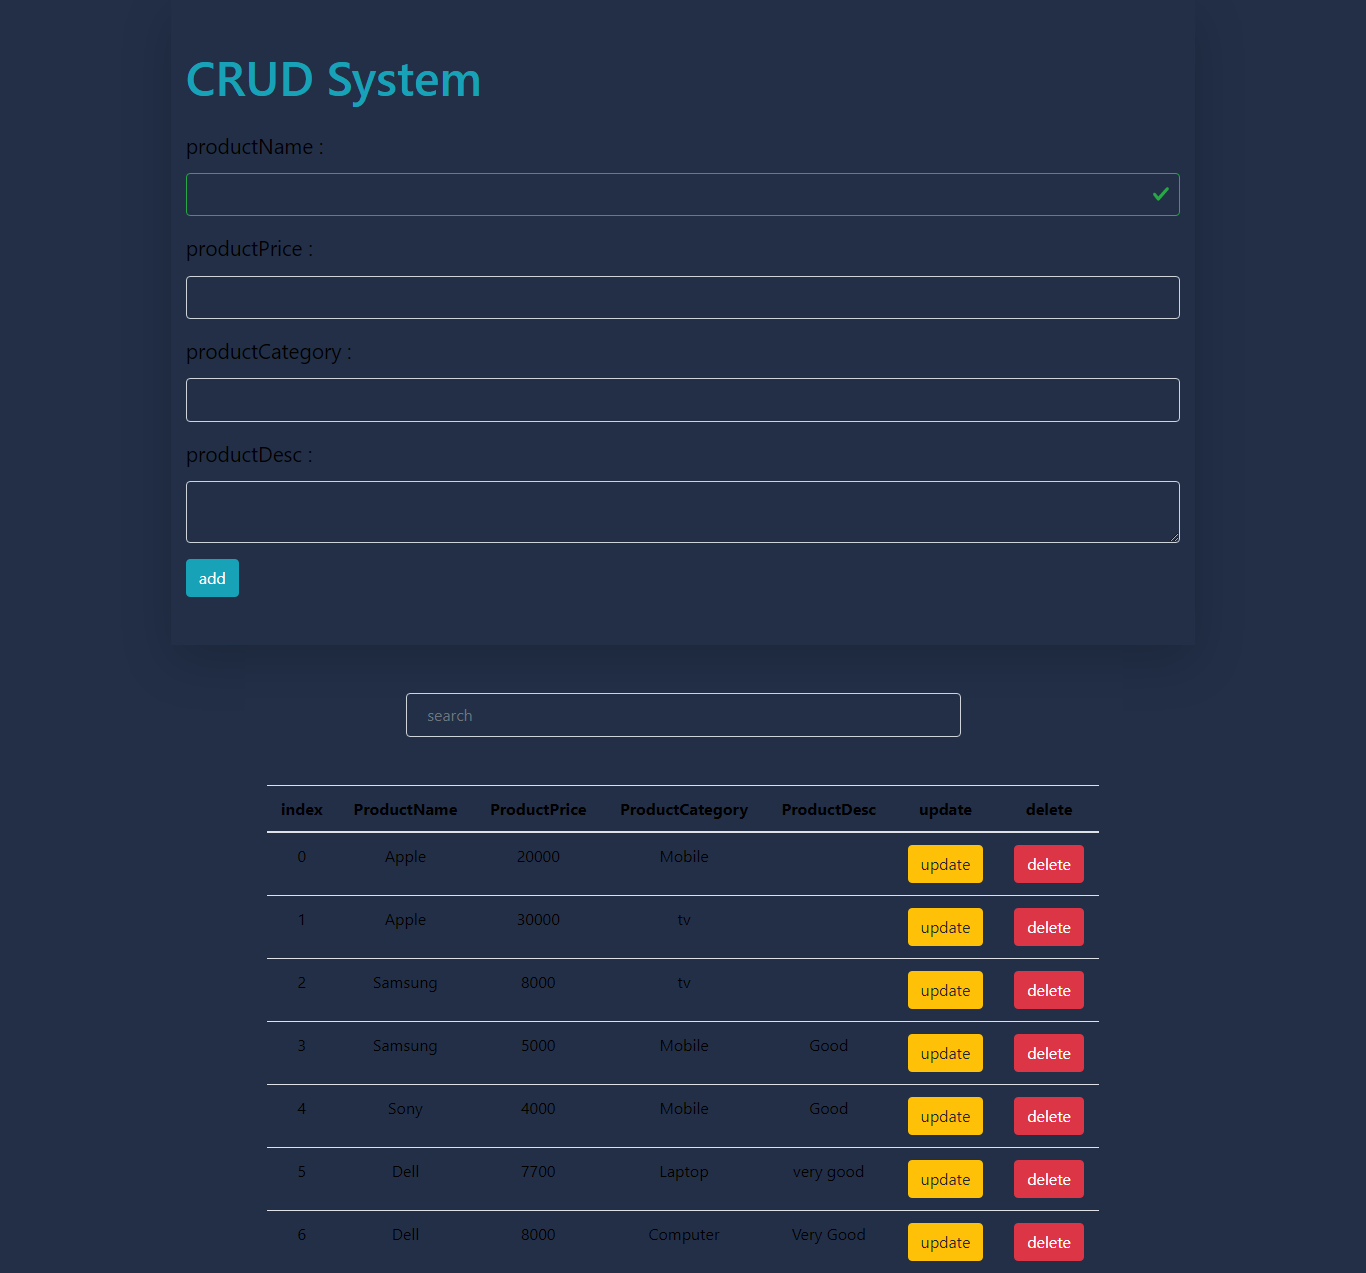 CRUD System
productName :
productPrice :
productCategory :
productDesc :
add
search
index ProductName ProductPrice ProductCategory ProductDesc update delete
0 Apple 20000 Mobile update delete
1 Apple 30000 tv update delete
2 Samsung 8000 tv update delete
3 Samsung 5000 Mobile Good update delete
4 Sony 4000 Mobile Good update delete
5 Dell 7700 Laptop very good update delete
6 Dell 8000 Computer Very Good update delete